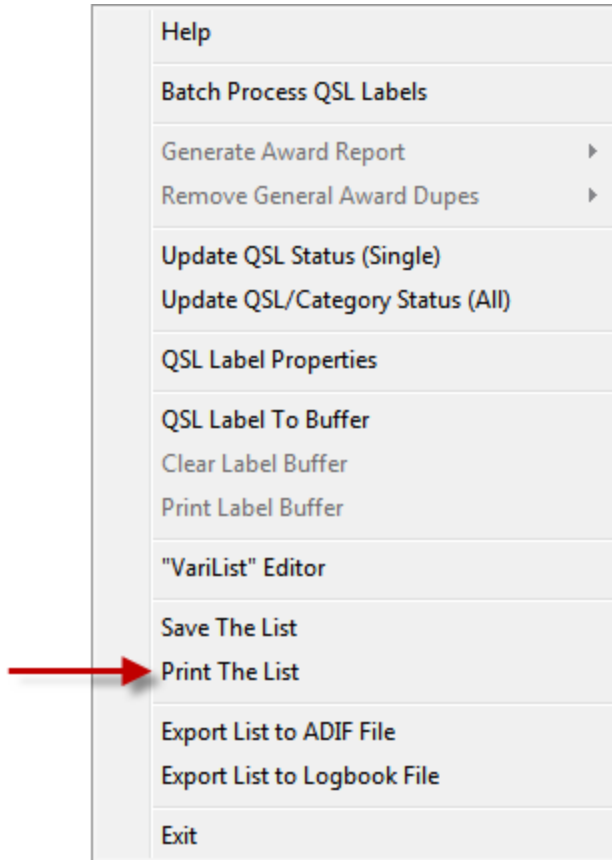 Help
Batch Process QSL Labels
Generate Award Report
Remove General Award Dupes
Update QSL Status (Single)
Update QSL/Category Status (All)
QSL Label Properties
QSL Label To Buffer
Clear Label Buffer
Print Label Buffer
"VariList" Editor
Save The List
Print The List
Export List to ADIF File
Export List to Logbook File
Exit